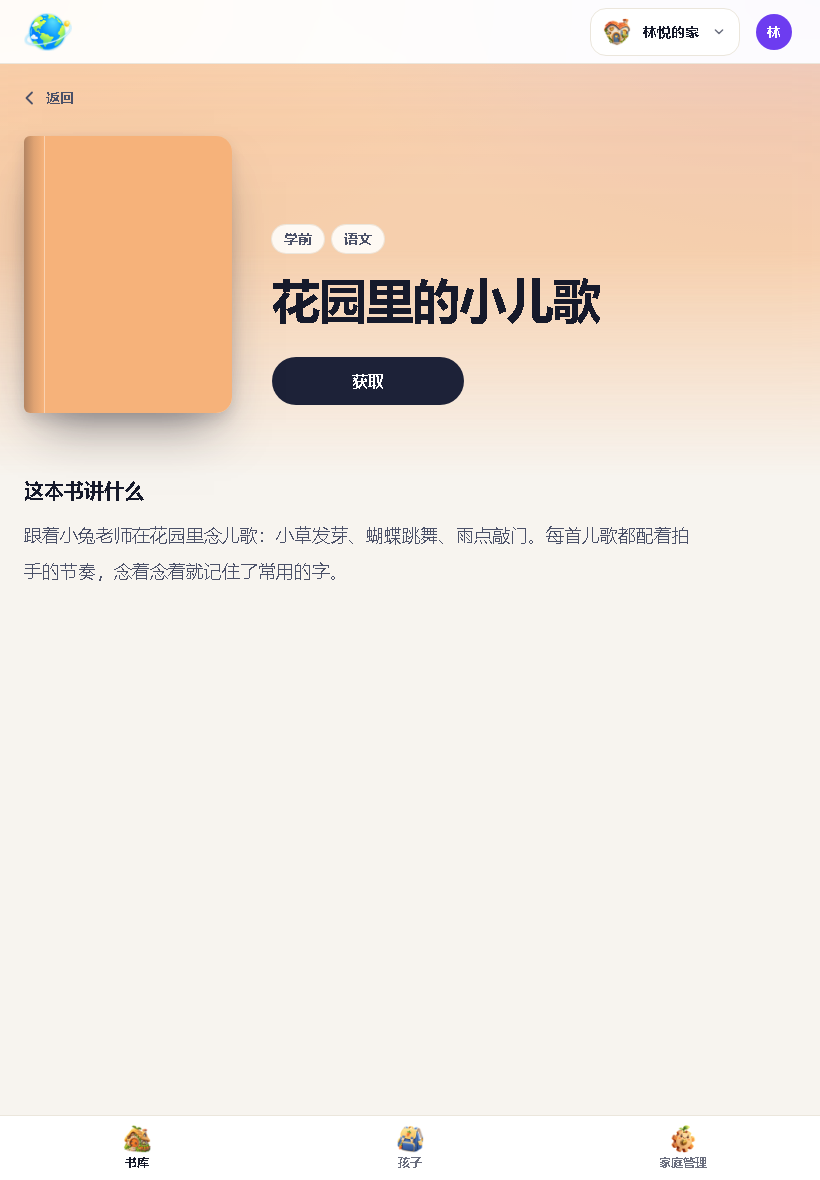 林悦的家
林
返回
学前
语文
花园里的小儿歌
获取
这本书讲什么
跟着小兔老师在花园里念儿歌：小草发芽、蝴蝶跳舞、雨点敲门。每首儿歌都配着拍
手的节奏，念着念着就记住了常用的字。
书库
孩子
家庭管理